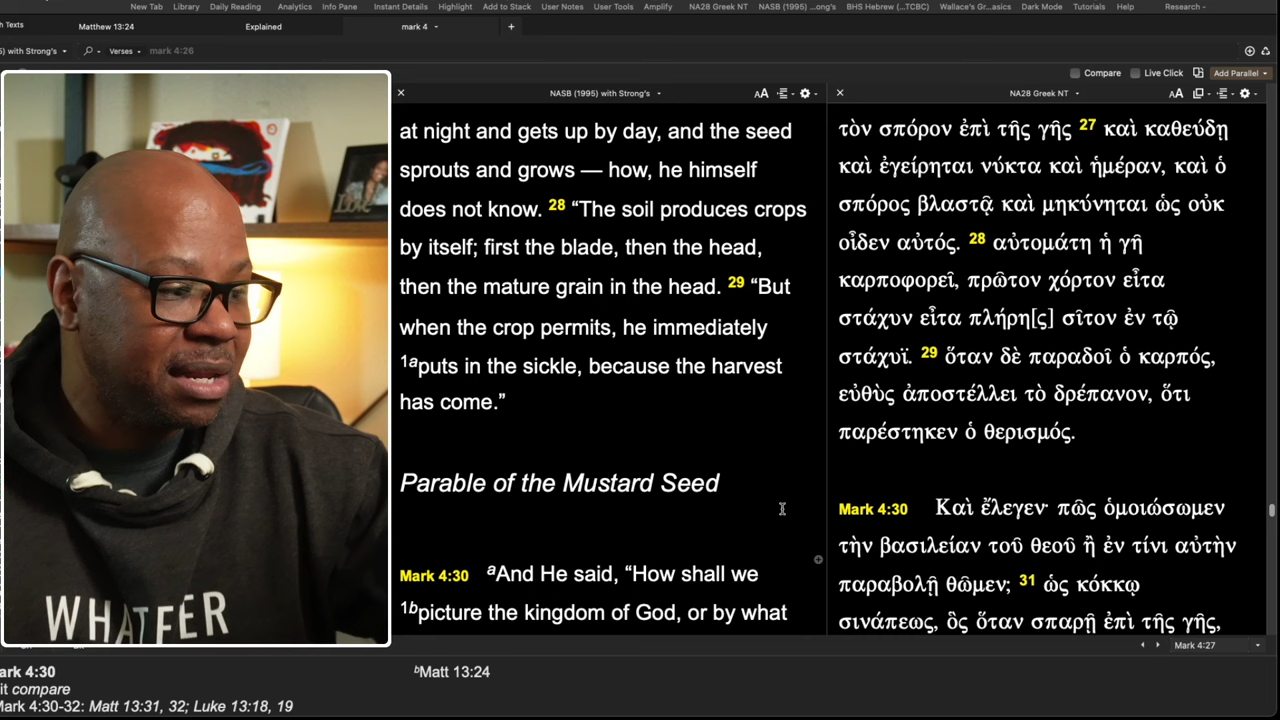 New Tab Library Daily Reading Analytics Info Pane Instant Details Highlight Add to Stack User Notes User Tools Amplify NA28 Greek NT NASB (1995) ...ong's BHS Hebrew (...TCBC) Wallace's Gr...asics Dark Mode Tutorials Help Research
h Texts Matthew 13:24 Explained mark 4 +
5) with Strong's Verses mark 4:26
Compare Live Click Add Parallel
NASB (1995) with Strong's
at night and gets up by day, and the seed
sprouts and grows — how, he himself
does not know. 28 “The soil produces crops
by itself; first the blade, then the head,
then the mature grain in the head. 29 “But
when the crop permits, he immediately
1aputs in the sickle, because the harvest
has come.”
Parable of the Mustard Seed
Mark 4:30 aAnd He said, “How shall we
1bpicture the kingdom of God, or by what
NA28 Greek NT
τὸν σπόρον ἐπὶ τῆς γῆς 27 καὶ καθεύδῃ
καὶ ἐγείρηται νύκτα καὶ ἡμέραν, καὶ ὁ
σπόρος βλαστᾷ καὶ μηκύνηται ὡς οὐκ
οἶδεν αὐτός. 28 αὐτομάτη ἡ γῆ
καρποφορεῖ, πρῶτον χόρτον εἶτα
στάχυν εἶτα πλήρη[ς] σῖτον ἐν τῷ
στάχυϊ. 29 ὅταν δὲ παραδοῖ ὁ καρπός,
εὐθὺς ἀποστέλλει τὸ δρέπανον, ὅτι
παρέστηκεν ὁ θερισμός.
Mark 4:30 Καὶ ἔλεγεν· πῶς ὁμοιώσωμεν
τὴν βασιλείαν τοῦ θεοῦ ἢ ἐν τίνι αὐτὴν
παραβολῇ θῶμεν; 31 ὡς κόκκῳ
σινάπεως, ὃς ὅταν σπαρῇ ἐπὶ τῆς γῆς,
Mark 4:27
WHATEER
ark 4:30
it compare
Mark 4:30-32: Matt 13:31, 32; Luke 13:18, 19
bMatt 13:24